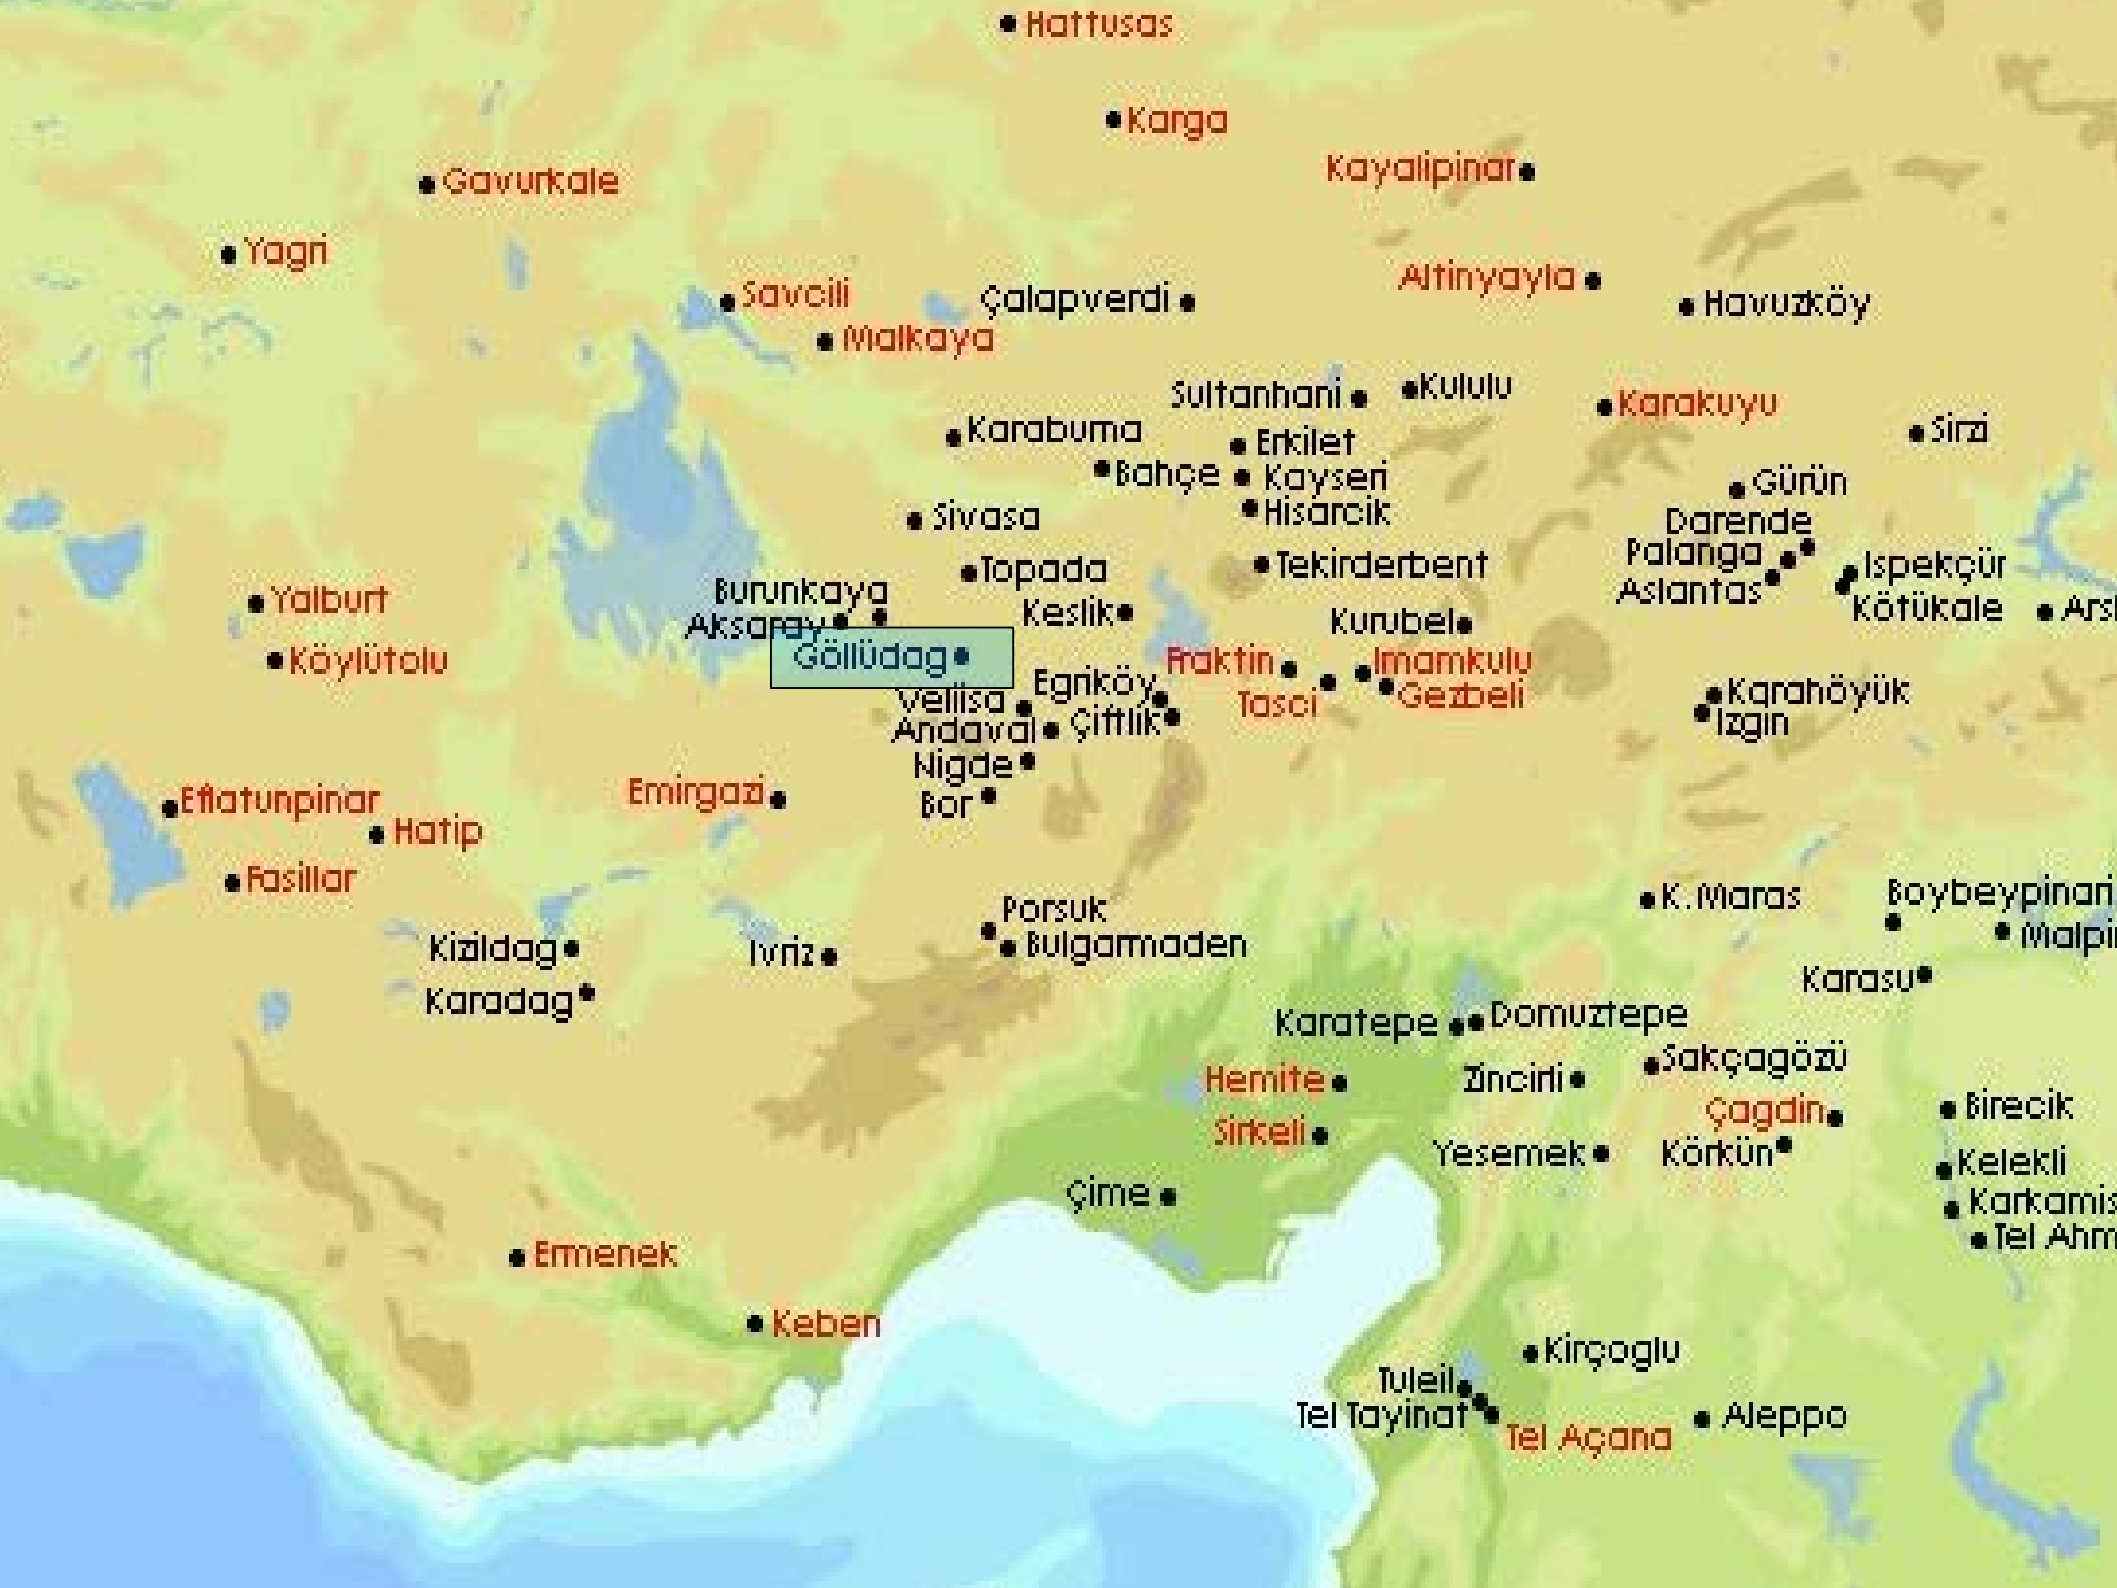 Hattusas
Karga
Kayalipinar
Gavurkale
Yagri
Altinyayla
Savcili
Çalapverdi
Havuzköy
Malkaya
Sultanhani
Kululu
Karakuyu
Karaburna
Erkilet
Sirzi
Bahçe
Kayseri
Gürün
Sivasa
Hisarcik
Darende
Topada
Tekirderbent
Palanga
Ispekçür
Burunkaya
Aslantas
Yalburt
Keslik
Kötükale
Aksaray
Kurubel
Göllüdag
Köylütolu
Fraktin
Imamkulu
Egriköy
Gezbeli
Karahöyük
Veliisa
Tasci
Andaval
Çiftlik
Izgin
Nigde
Emirgazi
Bor
Eflatunpinar
Hatip
Fasillar
K.Maras
Boybeypinari
Porsuk
Kizildag
Ivriz
Bulgarmaden
Karasu
Karadag
Karatepe
Domuztepe
Sakçagözü
Hemite
Zincirli
Çagdin
Birecik
Sirkeli
Yesemek
Körkün
Kelekli
Çime
Karkamis
Ermenek
Keben
Kirçoglu
Tuleil
Tel Tayinat
Aleppo
Tel Açana